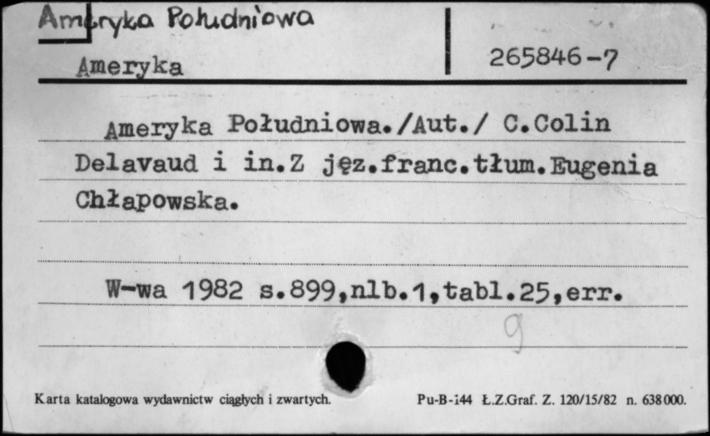 Ameryka Południowa
Ameryka
265846-7
Ameryka Południowa./Aut./ C.Colin
Delavaud i in.Z jęz.franc.tłum.Eugenia
Chłapowska.
W-wa 1982 s.899,nlb.1,tabl.25,err.
9
Karta katalogowa wydawnictw ciągłych i zwartych.
Pu-B-144 Ł.Z.Graf. Z. 120/15/82 n. 638000.